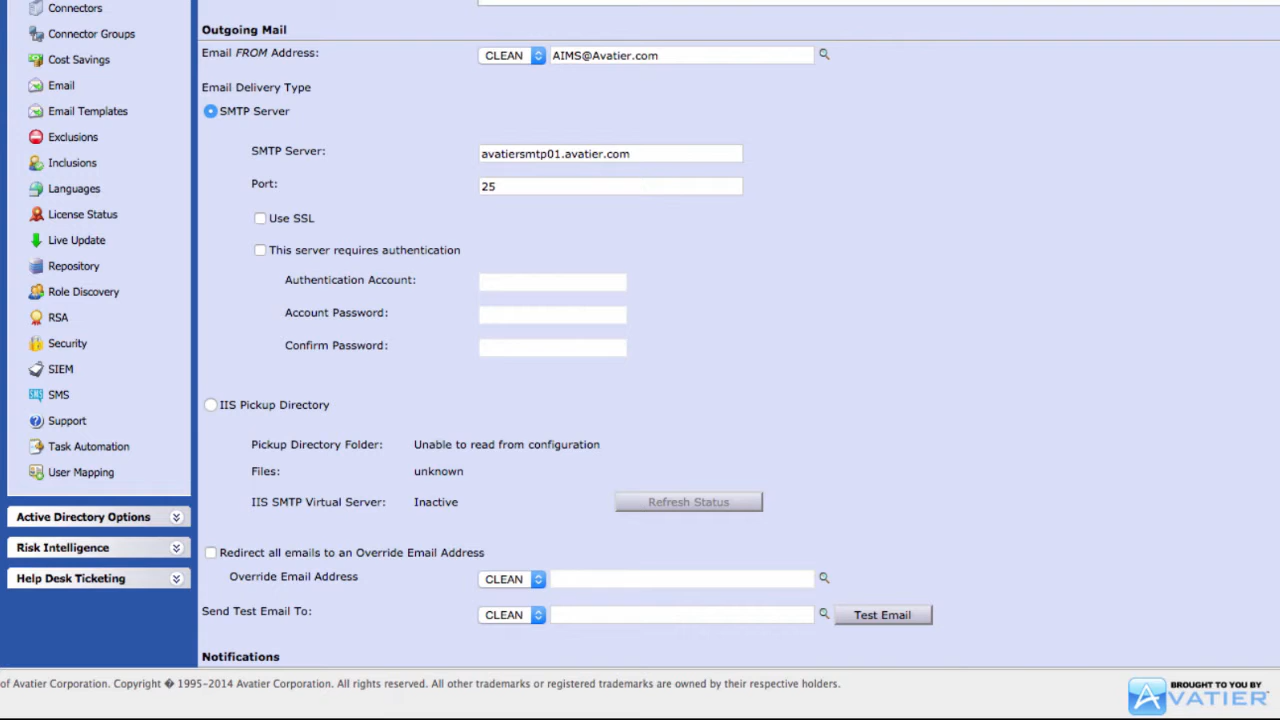 Connectors
Connector Groups
Cost Savings
Email
Email Templates
Exclusions
Inclusions
Languages
License Status
Live Update
Repository
Role Discovery
RSA
Security
SIEM
SMS
Support
Task Automation
User Mapping
Active Directory Options
Risk Intelligence
Help Desk Ticketing
Outgoing Mail
Email FROM Address: CLEAN AIMS@Avatier.com
Email Delivery Type
SMTP Server
SMTP Server: avatiersmtp01.avatier.com
Port: 25
Use SSL
This server requires authentication
Authentication Account:
Account Password:
Confirm Password:
IIS Pickup Directory
Pickup Directory Folder: Unable to read from configuration
Files: unknown
IIS SMTP Virtual Server: Inactive Refresh Status
Redirect all emails to an Override Email Address
Override Email Address CLEAN
Send Test Email To: CLEAN Test Email
Notifications
of Avatier Corporation. Copyright � 1995-2014 Avatier Corporation. All rights reserved. All other trademarks or registered trademarks are owned by their respective holders.
BROUGHT TO YOU BY
AVATIER